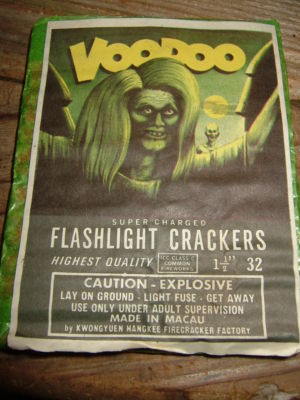 VOODOO
SUPER CHARGED
FLASHLIGHT CRACKERS
HIGHEST QUALITY ICC CLASS C COMMON FIREWORKS 1 1/2" 32
CAUTION - EXPLOSIVE
LAY ON GROUND - LIGHT FUSE - GET AWAY
USE ONLY UNDER ADULT SUPERVISION
MADE IN MACAU
by KWONGYUEN HANGKEE FIRECRACKER FACTORY